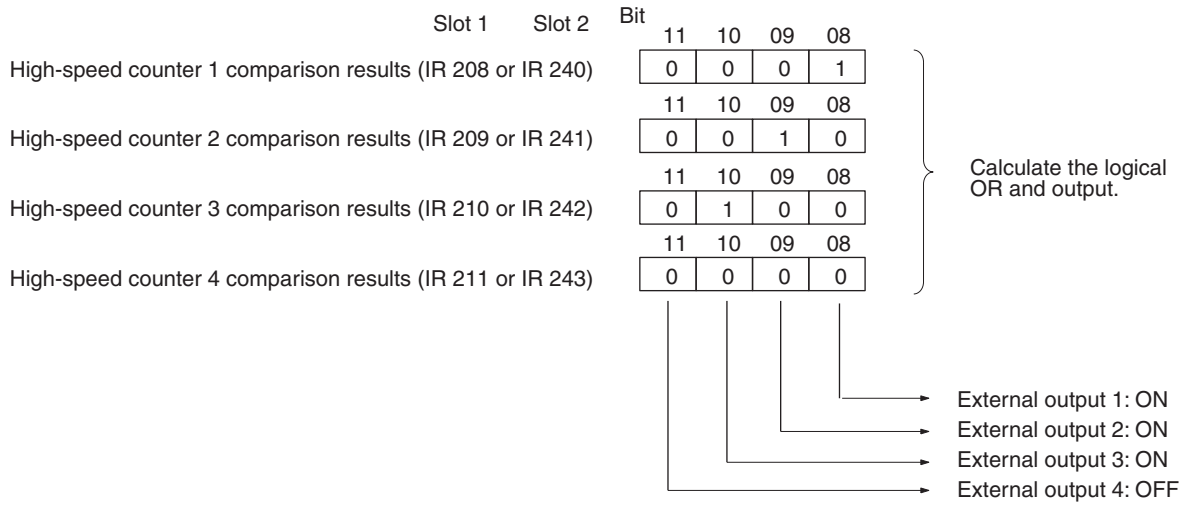 Slot 1 Slot 2 Bit
11 10 09 08
High-speed counter 1 comparison results (IR 208 or IR 240) 0 0 0 1
11 10 09 08
High-speed counter 2 comparison results (IR 209 or IR 241) 0 0 1 0
11 10 09 08
High-speed counter 3 comparison results (IR 210 or IR 242) 0 1 0 0
11 10 09 08
High-speed counter 4 comparison results (IR 211 or IR 243) 0 0 0 0
Calculate the logical
OR and output.
External output 1: ON
External output 2: ON
External output 3: ON
External output 4: OFF